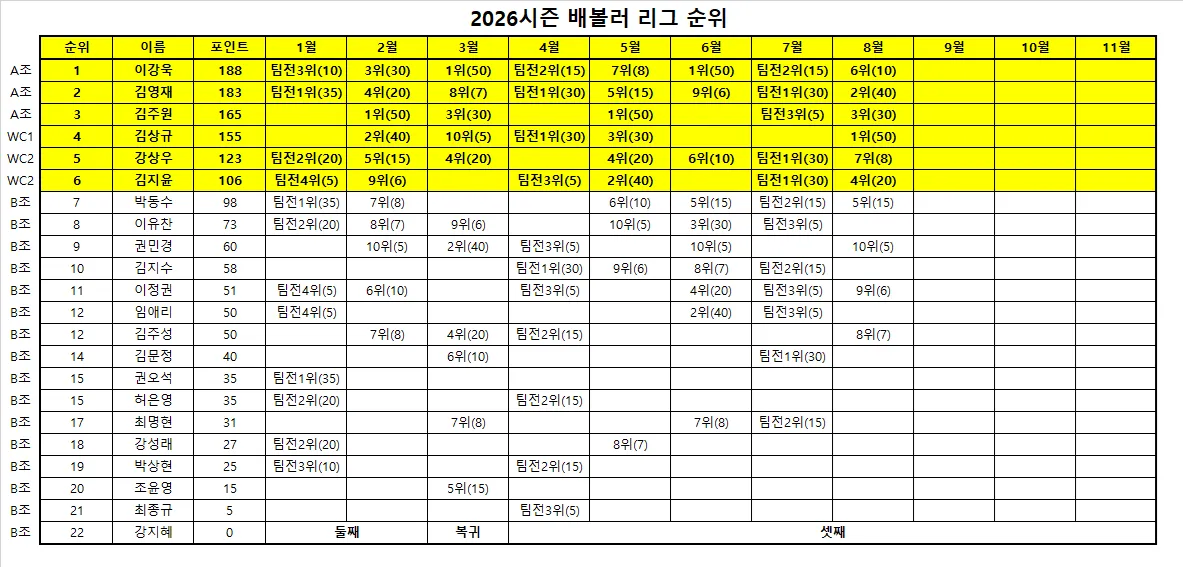 2026시즌 배볼러 리그 순위
순위 이름 포인트 1월 2월 3월 4월 5월 6월 7월 8월 9월 10월 11월
A조 1 이강욱 188 팀전3위(10) 3위(30) 1위(50) 팀전2위(15) 7위(8) 1위(50) 팀전2위(15) 6위(10)
A조 2 김영재 183 팀전1위(35) 4위(20) 8위(7) 팀전1위(30) 5위(15) 9위(6) 팀전1위(30) 2위(40)
A조 3 김주원 165 1위(50) 3위(30) 1위(50) 팀전3위(5) 3위(30)
WC1 4 김상규 155 2위(40) 10위(5) 팀전1위(30) 3위(30) 1위(50)
WC2 5 강상우 123 팀전2위(20) 5위(15) 4위(20) 4위(20) 6위(10) 팀전1위(30) 7위(8)
WC2 6 김지윤 106 팀전4위(5) 9위(6) 팀전3위(5) 2위(40) 팀전1위(30) 4위(20)
B조 7 박동수 98 팀전1위(35) 7위(8) 6위(10) 5위(15) 팀전2위(15) 5위(15)
B조 8 이유찬 73 팀전2위(20) 8위(7) 9위(6) 10위(5) 3위(30) 팀전3위(5)
B조 9 권민경 60 10위(5) 2위(40) 팀전3위(5) 10위(5) 10위(5)
B조 10 김지수 58 팀전1위(30) 9위(6) 8위(7) 팀전2위(15)
B조 11 이정권 51 팀전4위(5) 6위(10) 팀전3위(5) 4위(20) 팀전3위(5) 9위(6)
B조 12 임애리 50 팀전4위(5) 2위(40) 팀전3위(5)
B조 12 김주성 50 7위(8) 4위(20) 팀전2위(15) 8위(7)
B조 14 김문정 40 6위(10) 팀전1위(30)
B조 15 권오석 35 팀전1위(35)
B조 15 허은영 35 팀전2위(20) 팀전2위(15)
B조 17 최명현 31 7위(8) 7위(8) 팀전2위(15)
B조 18 강성래 27 팀전2위(20) 8위(7)
B조 19 박상현 25 팀전3위(10) 팀전2위(15)
B조 20 조윤영 15 5위(15)
B조 21 최종규 5 팀전3위(5)
B조 22 강지혜 0 둘째 복귀 셋째